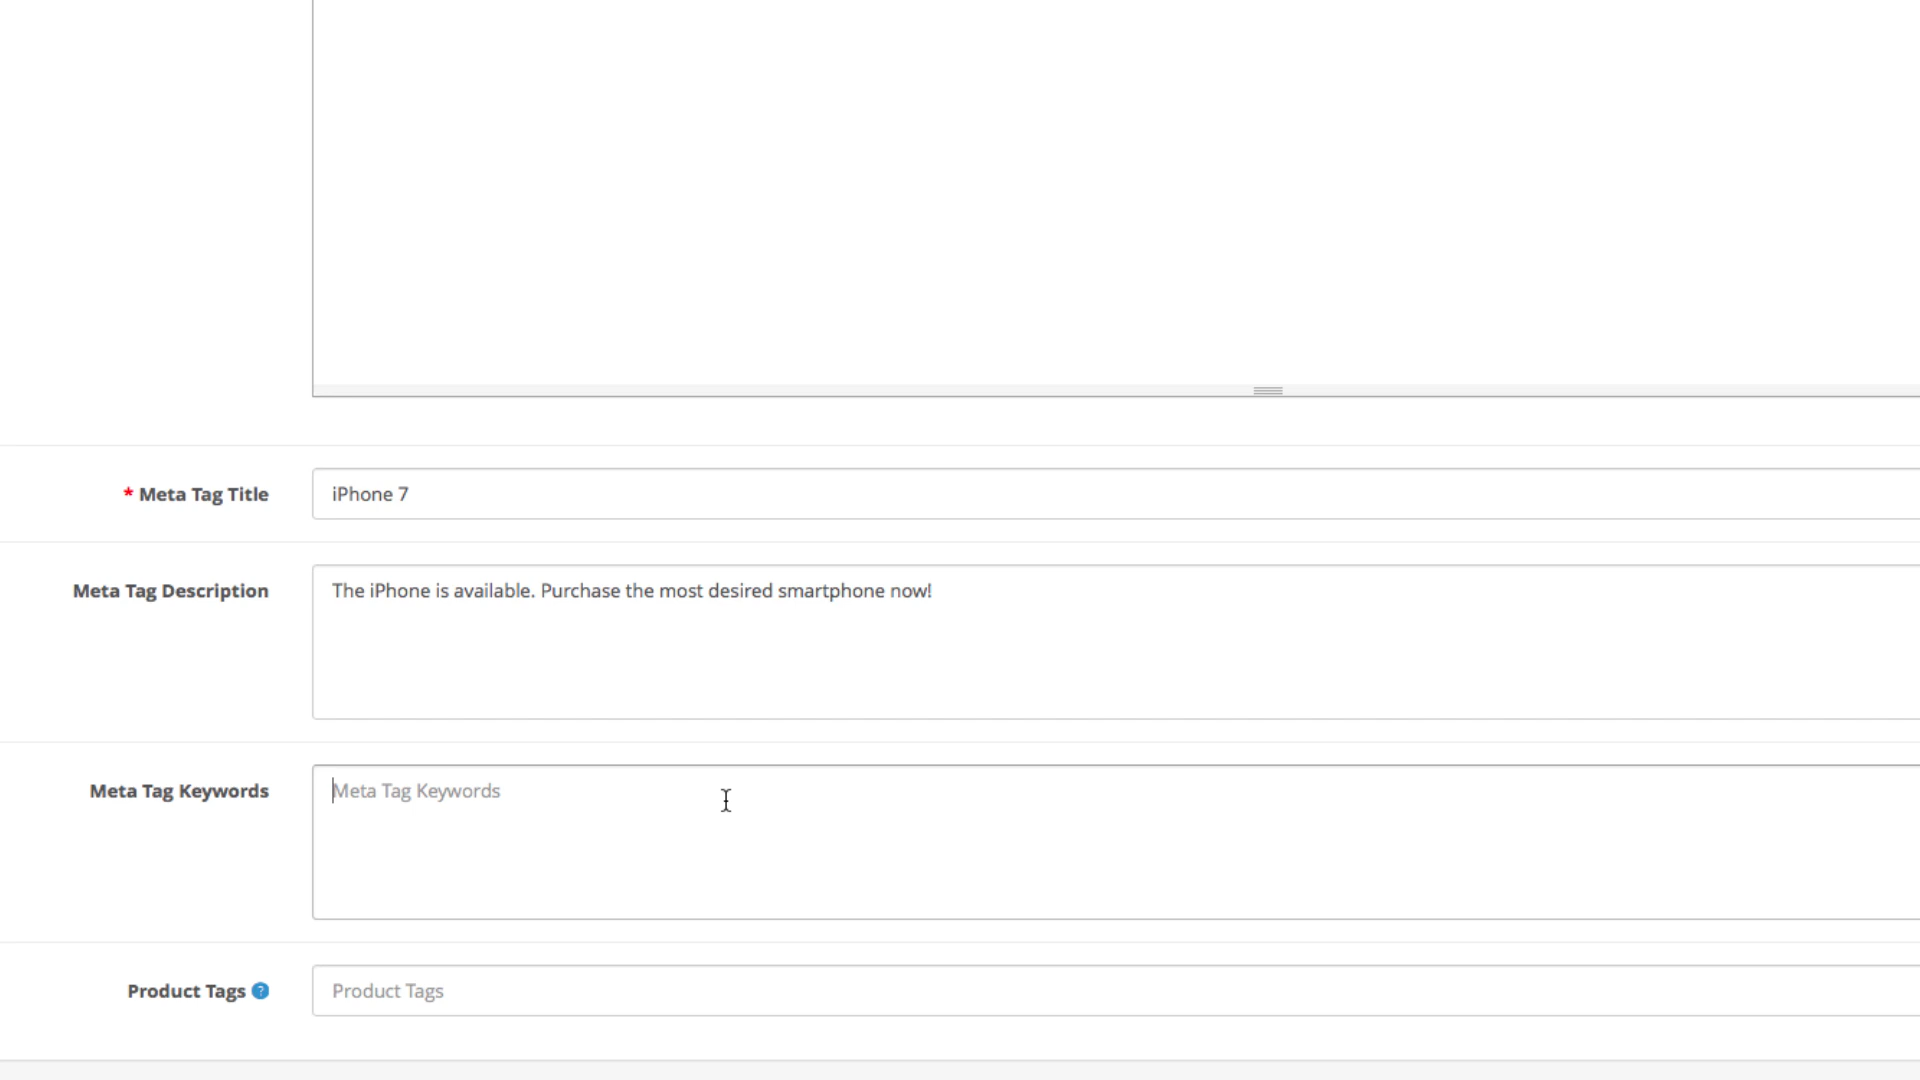 * Meta Tag Title
iPhone 7
Meta Tag Description
The iPhone is available. Purchase the most desired smartphone now!
Meta Tag Keywords
Meta Tag Keywords
Product Tags ?
Product Tags